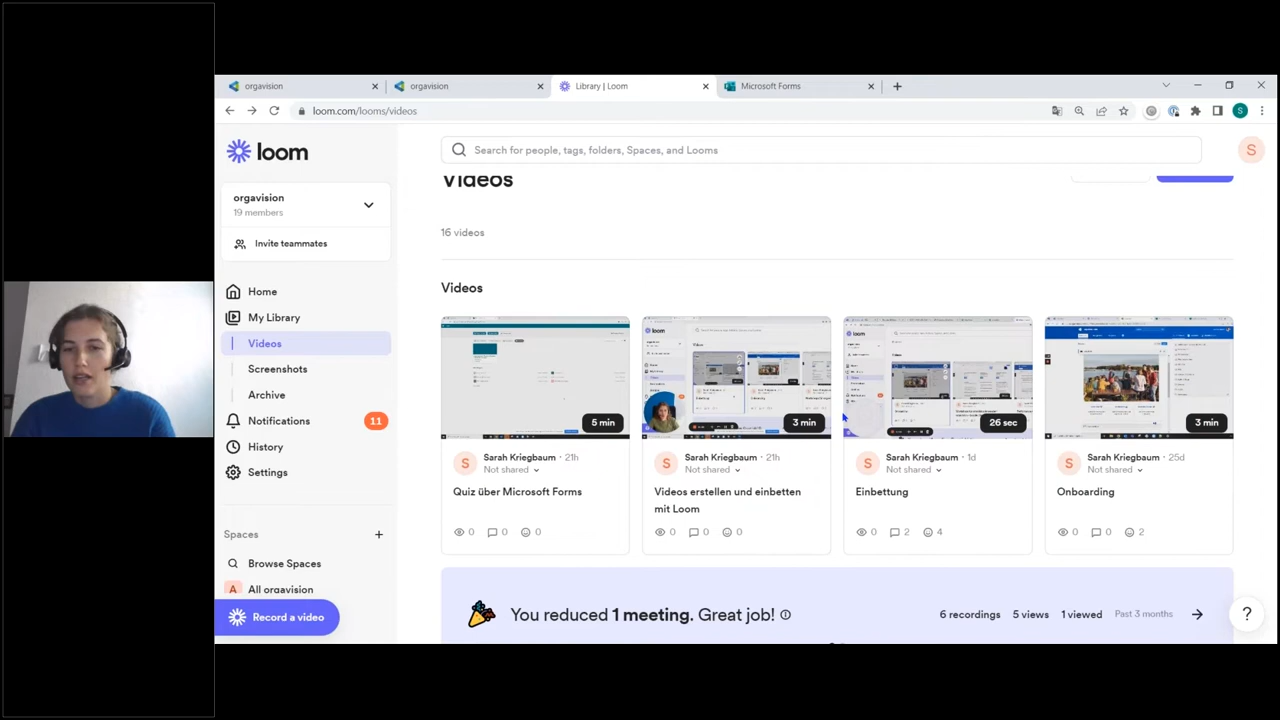 orgavision
orgavision
Library | Loom
Microsoft Forms
loom.com/looms/videos
loom
Search for people, tags, folders, Spaces, and Looms
S
orgavision
19 members
Invite teammates
Home
My Library
Videos
Screenshots
Archive
Notifications
11
History
Settings
Spaces
Browse Spaces
A All orgavision
Record a video
Videos
16 videos
Videos
5 min
S Sarah Kriegbaum · 21h
Not shared
Quiz über Microsoft Forms
0 0 0
3 min
S Sarah Kriegbaum · 21h
Not shared
Videos erstellen und einbetten
mit Loom
0 0 0
26 sec
S Sarah Kriegbaum · 1d
Not shared
Einbettung
0 2 4
3 min
S Sarah Kriegbaum · 25d
Not shared
Onboarding
0 0 2
You reduced 1 meeting. Great job!
6 recordings 5 views 1 viewed Past 3 months
?